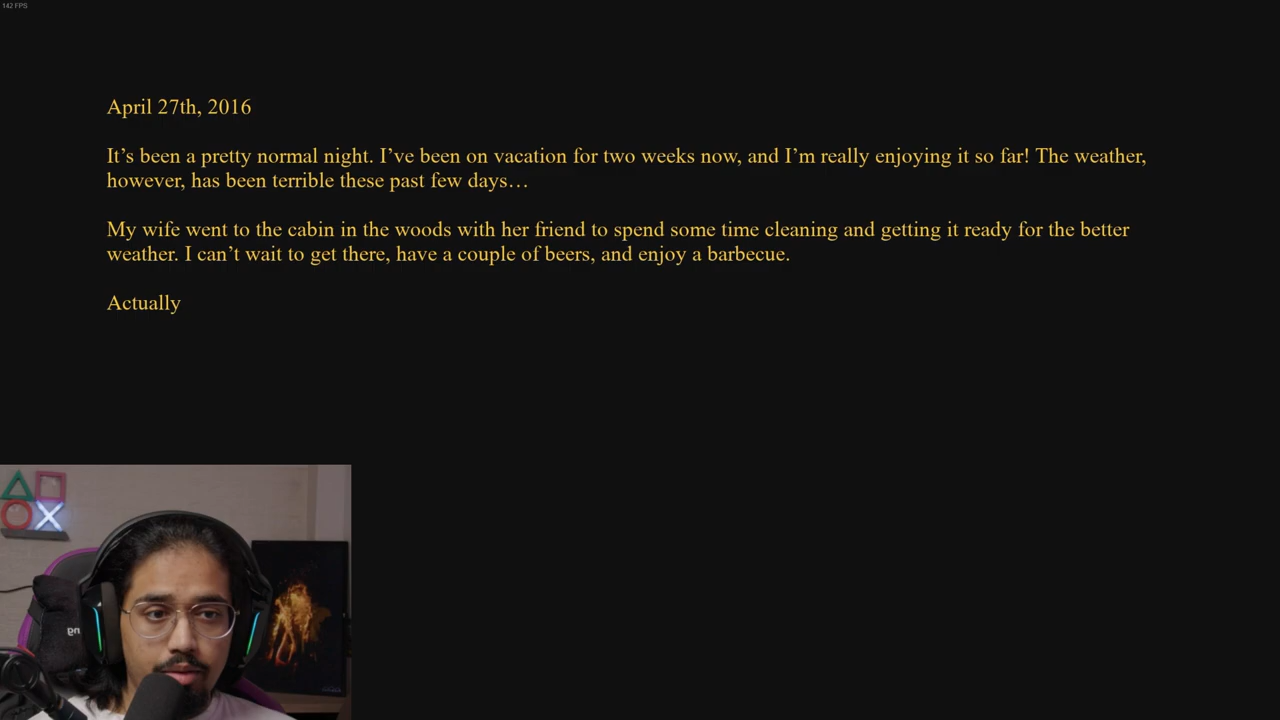 142 FPS
April 27th, 2016
It’s been a pretty normal night. I’ve been on vacation for two weeks now, and I’m really enjoying it so far! The weather,
however, has been terrible these past few days…
My wife went to the cabin in the woods with her friend to spend some time cleaning and getting it ready for the better
weather. I can’t wait to get there, have a couple of beers, and enjoy a barbecue.
Actually